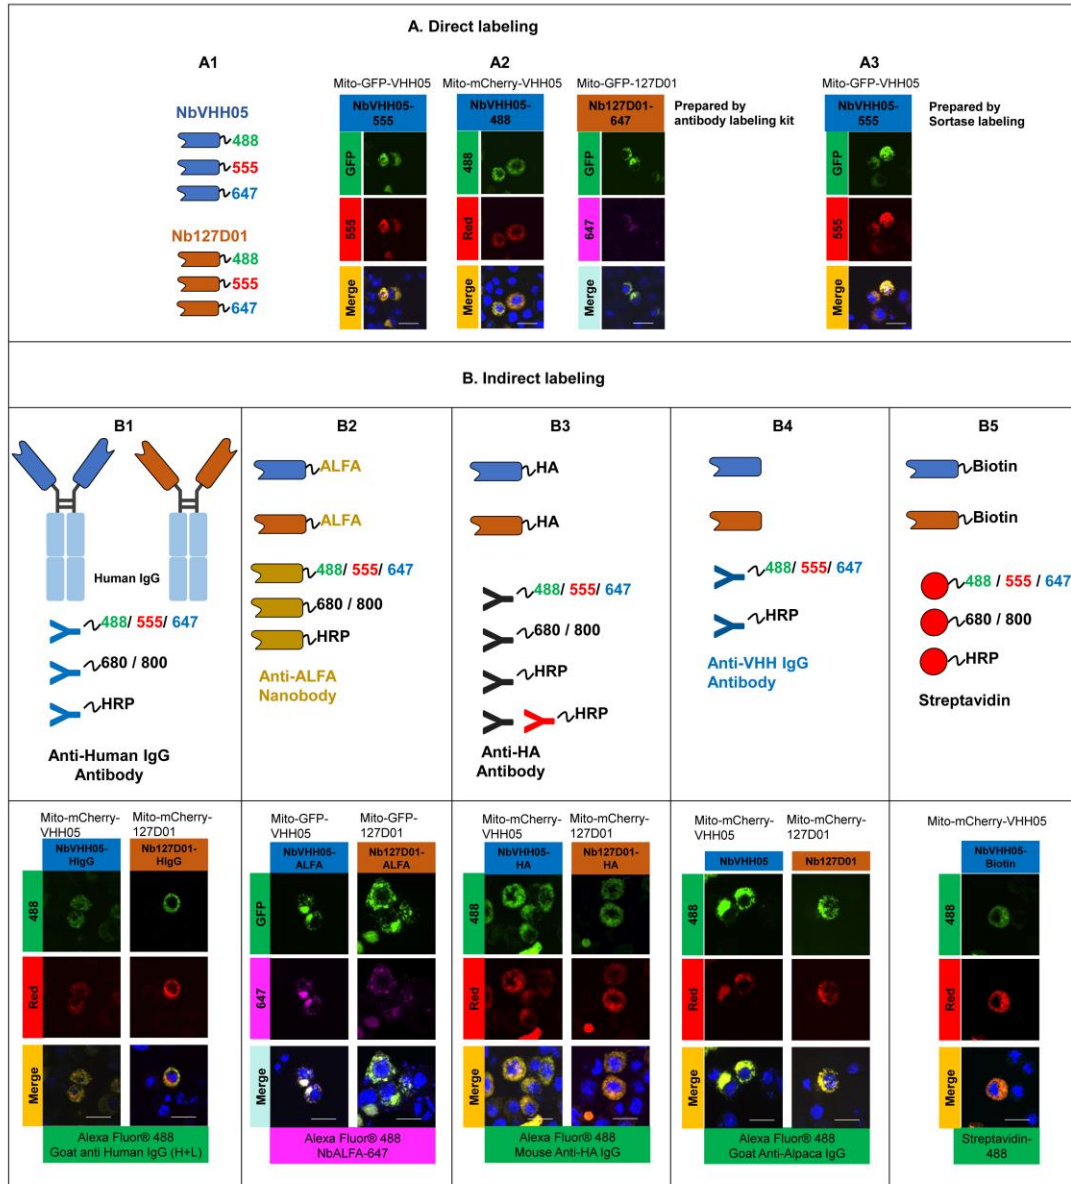 A. Direct labeling
A1
NbVHH05
488
555
647
Nb127D01
488
555
647
A2
Mito-GFP-VHH05
NbVHH05-
555
GFP
555
Merge
Mito-mCherry-VHH05
NbVHH05-
488
488
Red
Merge
Mito-GFP-127D01
Nb127D01-
647
GFP
647
Merge
Prepared by
antibody labeling kit
A3
Mito-GFP-VHH05
NbVHH05-
555
GFP
555
Merge
Prepared by
Sortase labeling
B. Indirect labeling
B1
Human IgG
488/ 555/ 647
680 / 800
HRP
Anti-Human IgG
Antibody
B2
ALFA
ALFA
488/ 555/ 647
680 / 800
HRP
Anti-ALFA
Nanobody
B3
HA
HA
488/ 555/ 647
680 / 800
HRP
HRP
Anti-HA
Antibody
B4
488/ 555/ 647
HRP
Anti-VHH IgG
Antibody
B5
Biotin
Biotin
488 / 555/ 647
680 / 800
HRP
Streptavidin
Mito-mCherry-
VHH05
NbVHH05-
HIgG
Mito-mCherry-
127D01
Nb127D01-
HIgG
488
Red
Merge
Alexa Fluor® 488
Goat anti Human IgG (H+L)
Mito-GFP-
VHH05
NbVHH05-
ALFA
Mito-GFP-
127D01
Nb127D01-
ALFA
GFP
647
Merge
Alexa Fluor® 488
NbALFA-647
Mito-mCherry-
VHH05
NbVHH05-
HA
Mito-mCherry-
127D01
Nb127D01-
HA
488
Red
Merge
Alexa Fluor® 488
Mouse Anti-HA IgG
Mito-mCherry-
VHH05
NbVHH05
Mito-mCherry-
127D01
Nb127D01
488
Red
Merge
Alexa Fluor® 488
Goat Anti-Alpaca IgG
Mito-mCherry-VHH05
NbVHH05-
Biotin
488
Red
Merge
Streptavidin-
488